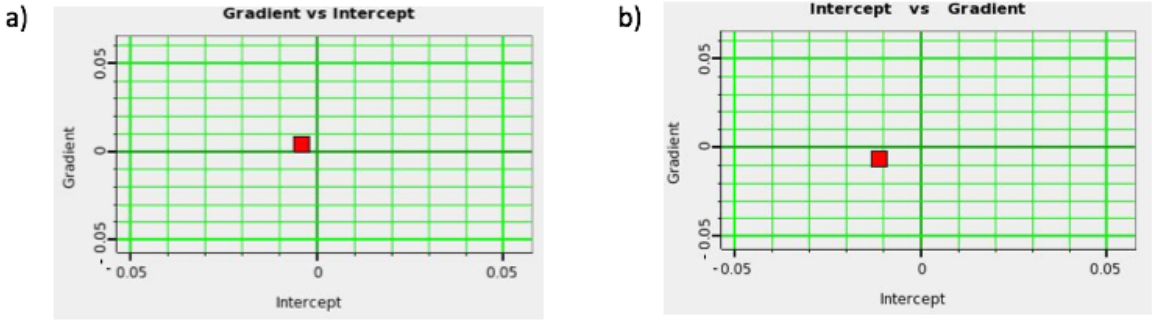 a)
Gradient vs Intercept
0.05
0
- 0.05
Gradient
- 0.05
0
0.05
Intercept
b)
Intercept vs Gradient
0.05
0
- 0.05
Gradient
- 0.05
0
0.05
Intercept